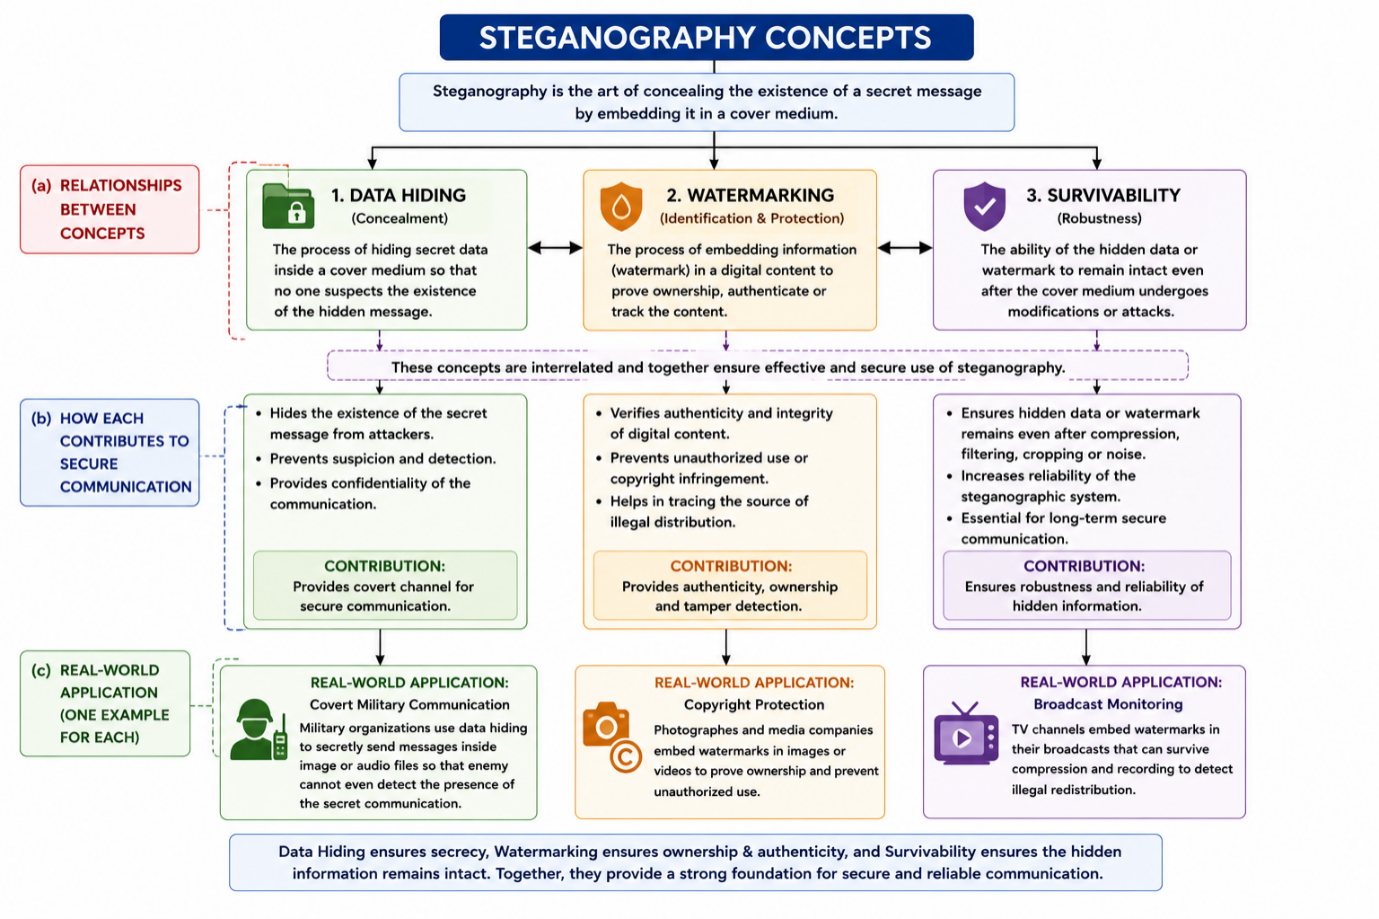 STEGANOGRAPHY CONCEPTS
Steganography is the art of concealing the existence of a secret message
by embedding it in a cover medium.
(a) RELATIONSHIPS
BETWEEN
CONCEPTS
1. DATA HIDING
(Concealment)
The process of hiding secret data
inside a cover medium so that
no one suspects the existence
of the hidden message.
2. WATERMARKING
(Identification & Protection)
The process of embedding information
(watermark) in a digital content to
prove ownership, authenticate or
track the content.
3. SURVIVABILITY
(Robustness)
The ability of the hidden data or
watermark to remain intact even
after the cover medium undergoes
modifications or attacks.
These concepts are interrelated and together ensure effective and secure use of steganography.
(b) HOW EACH
CONTRIBUTES TO
SECURE
COMMUNICATION
• Hides the existence of the secret
message from attackers.
• Prevents suspicion and detection.
• Provides confidentiality of the
communication.
CONTRIBUTION:
Provides covert channel for
secure communication.
• Verifies authenticity and integrity
of digital content.
• Prevents unauthorized use or
copyright infringement.
• Helps in tracing the source of
illegal distribution.
CONTRIBUTION:
Provides authenticity, ownership
and tamper detection.
• Ensures hidden data or watermark
remains even after compression,
filtering, cropping or noise.
• Increases reliability of the
steganographic system.
• Essential for long-term secure
communication.
CONTRIBUTION:
Ensures robustness and reliability of
hidden information.
(c) REAL-WORLD
APPLICATION
(ONE EXAMPLE
FOR EACH)
REAL-WORLD APPLICATION:
Covert Military Communication
Military organizations use data hiding
to secretly send messages inside
image or audio files so that enemy
cannot even detect the presence of
the secret communication.
REAL-WORLD APPLICATION:
Copyright Protection
Photographes and media companies
embed watermarks in images or
videos to prove ownership and prevent
unauthorized use.
C
REAL-WORLD APPLICATION:
Broadcast Monitoring
TV channels embed watermarks in
their broadcasts that can survive
compression and recording to detect
illegal redistribution.
Data Hiding ensures secrecy, Watermarking ensures ownership & authenticity, and Survivability ensures the hidden
information remains intact. Together, they provide a strong foundation for secure and reliable communication.